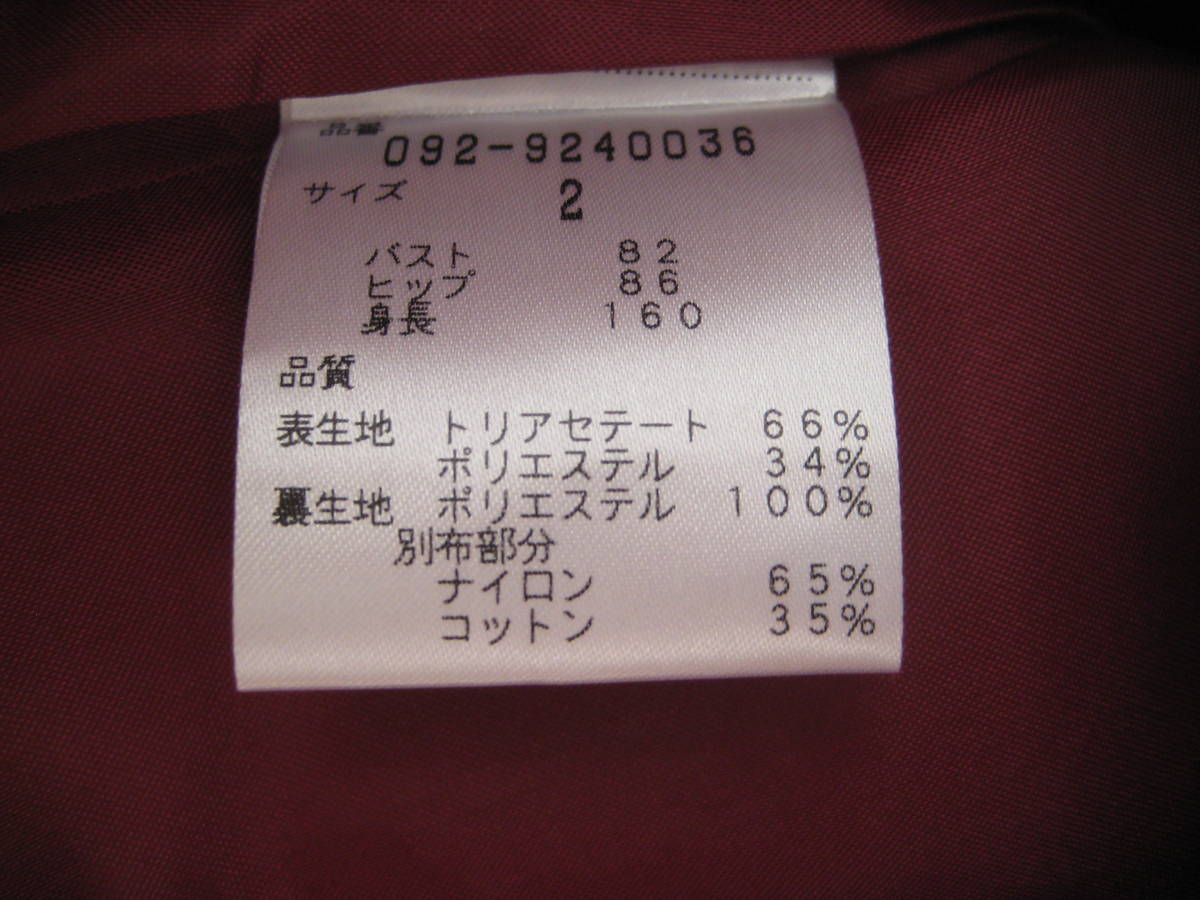 品番 092-9240036
サイズ 2
バスト 82
ヒップ 86
身長 160
品質
表生地 トリアセテート 66%
ポリエステル 34%
裏生地 ポリエステル 100%
別布部分
ナイロン 65%
コットン 35%